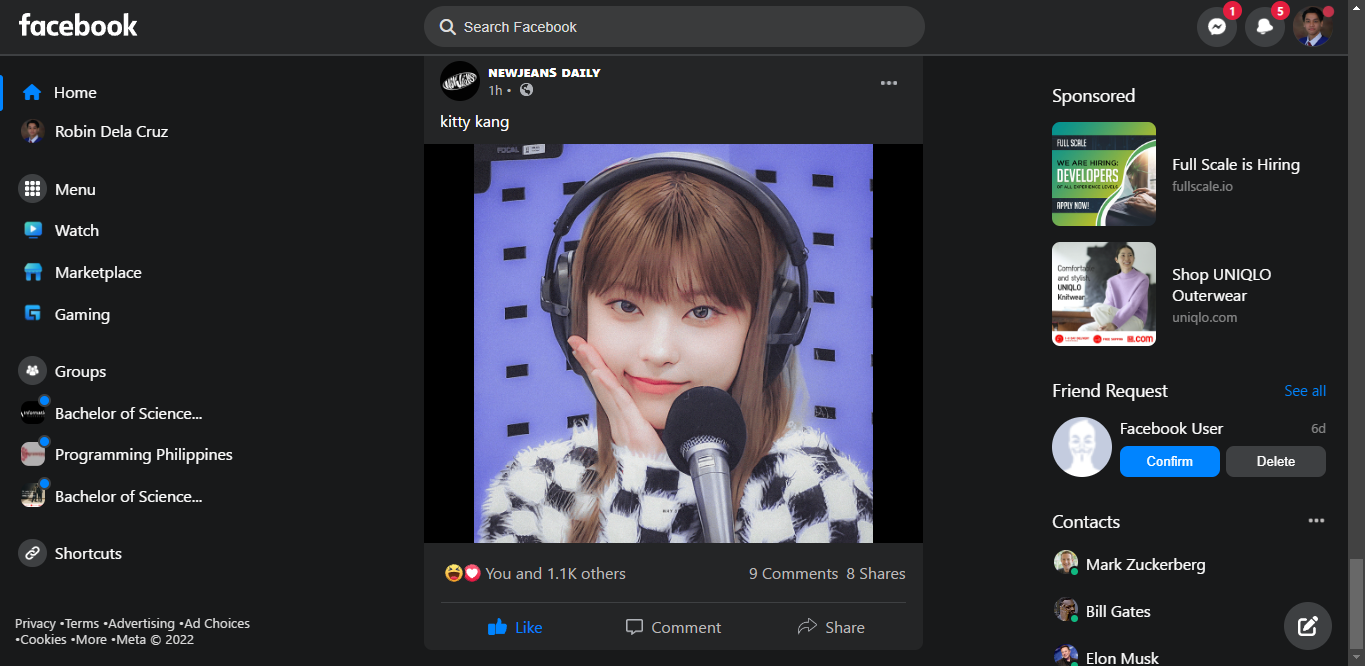 facebook
Search Facebook
1
5
Home
Robin Dela Cruz
Menu
Watch
Marketplace
Gaming
Groups
Bachelor of Science...
Programming Philippines
Bachelor of Science...
Shortcuts
Privacy •Terms •Advertising •Ad Choices
•Cookies •More •Meta © 2022
NEWJEANS DAILY
1h •
kitty kang
FOCAL
You and 1.1K others
9 Comments 8 Shares
Like
Comment
Share
Sponsored
FULL SCALE
WE ARE HIRING:
DEVELOPERS
OF ALL EXPERIENCE LEVELS
APPLY NOW!
Full Scale is Hiring
fullscale.io
Comfortable
and stylish
UNIQLO
Knitwear.
.COM
Shop UNIQLO
Outerwear
uniqlo.com
Friend Request
See all
Facebook User
6d
Confirm
Delete
Contacts
Mark Zuckerberg
Bill Gates
Elon Musk